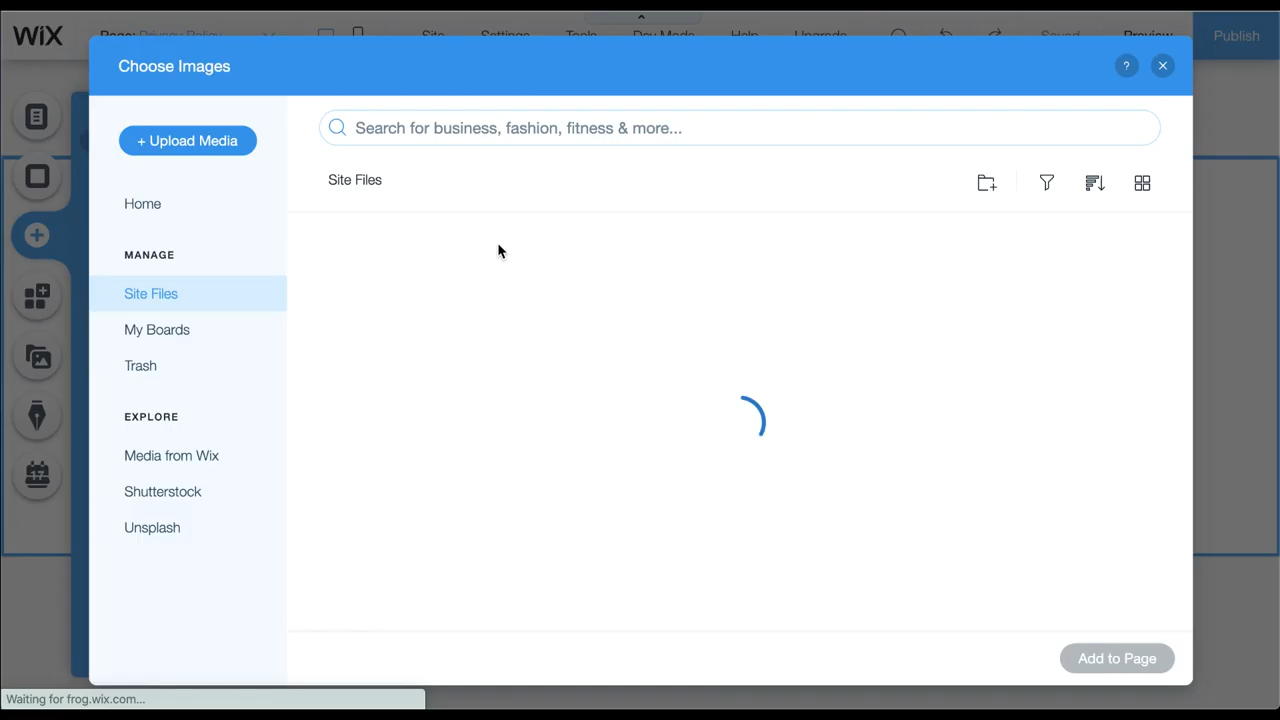 WiX
Page: Privacy Policy
Site
Settings
Tools
Dev Mode
Help
Upgrade
Saved
Preview
Publish
Choose Images
?
+ Upload Media
Search for business, fashion, fitness & more...
Site Files
Home
MANAGE
Site Files
My Boards
Trash
EXPLORE
Media from Wix
Shutterstock
Unsplash
17
Add to Page
Waiting for frog.wix.com...